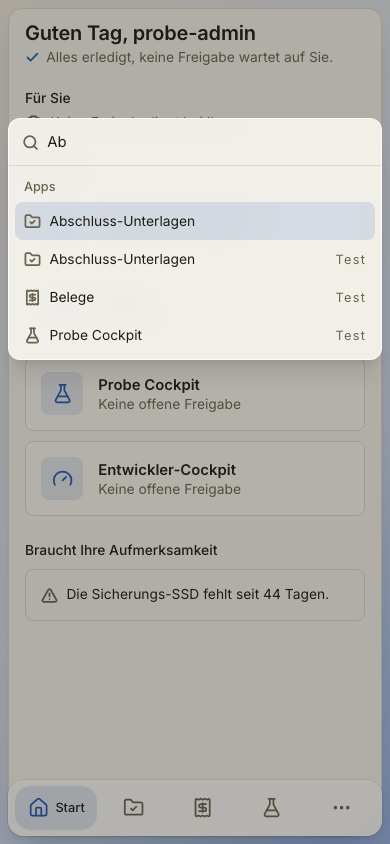 Guten Tag, probe-admin
Alles erledigt, keine Freigabe wartet auf Sie.
Für Sie
Ab
Apps
Abschluss-Unterlagen
Abschluss-Unterlagen Test
Belege Test
Probe Cockpit Test
Probe Cockpit
Keine offene Freigabe
Entwickler-Cockpit
Keine offene Freigabe
Braucht Ihre Aufmerksamkeit
Die Sicherungs-SSD fehlt seit 44 Tagen.
Start